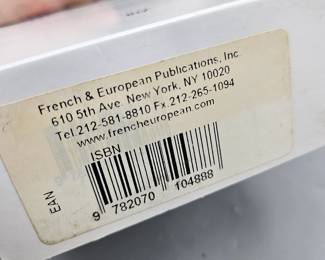 French & European Publications, Inc.
610 5th Ave. New York, NY 10020
Tel.212-581-8810 Fx.212-265-1094
www.frencheuropean.com
ISBN
EAN
9 782070 104888